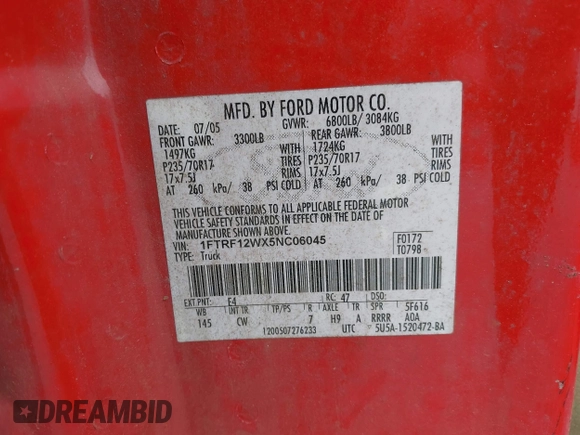 MFD. BY FORD MOTOR CO.
DATE: 07/05 GVWR: 6800LB/ 3084KG
FRONT GAWR: 3300LB REAR GAWR: 3800LB
1497KG WITH 1724KG WITH
P235/70R17 TIRES P235/70R17 TIRES
17x7.5J RIMS 17x7.5J RIMS
AT 260 kPa/ 38 PSI COLD AT 260 kPa/ 38 PSI COLD
THIS VEHICLE CONFORMS TO ALL APPLICABLE FEDERAL MOTOR
VEHICLE SAFETY STANDARDS IN EFFECT ON THE DATE OF
MANUFACTURE SHOWN ABOVE.
VIN: 1FTRF12WX5NC06045 F0172
TYPE: Truck T0798
EXT PNT: E4 RC: 47 DSO:
WB INT TR TP/PS R AXLE TR SPR 5F616
145 CW 7 H9 A RRRR AOA
1200507276233 UTC 5U5A-1520472-BA
DREAMBID